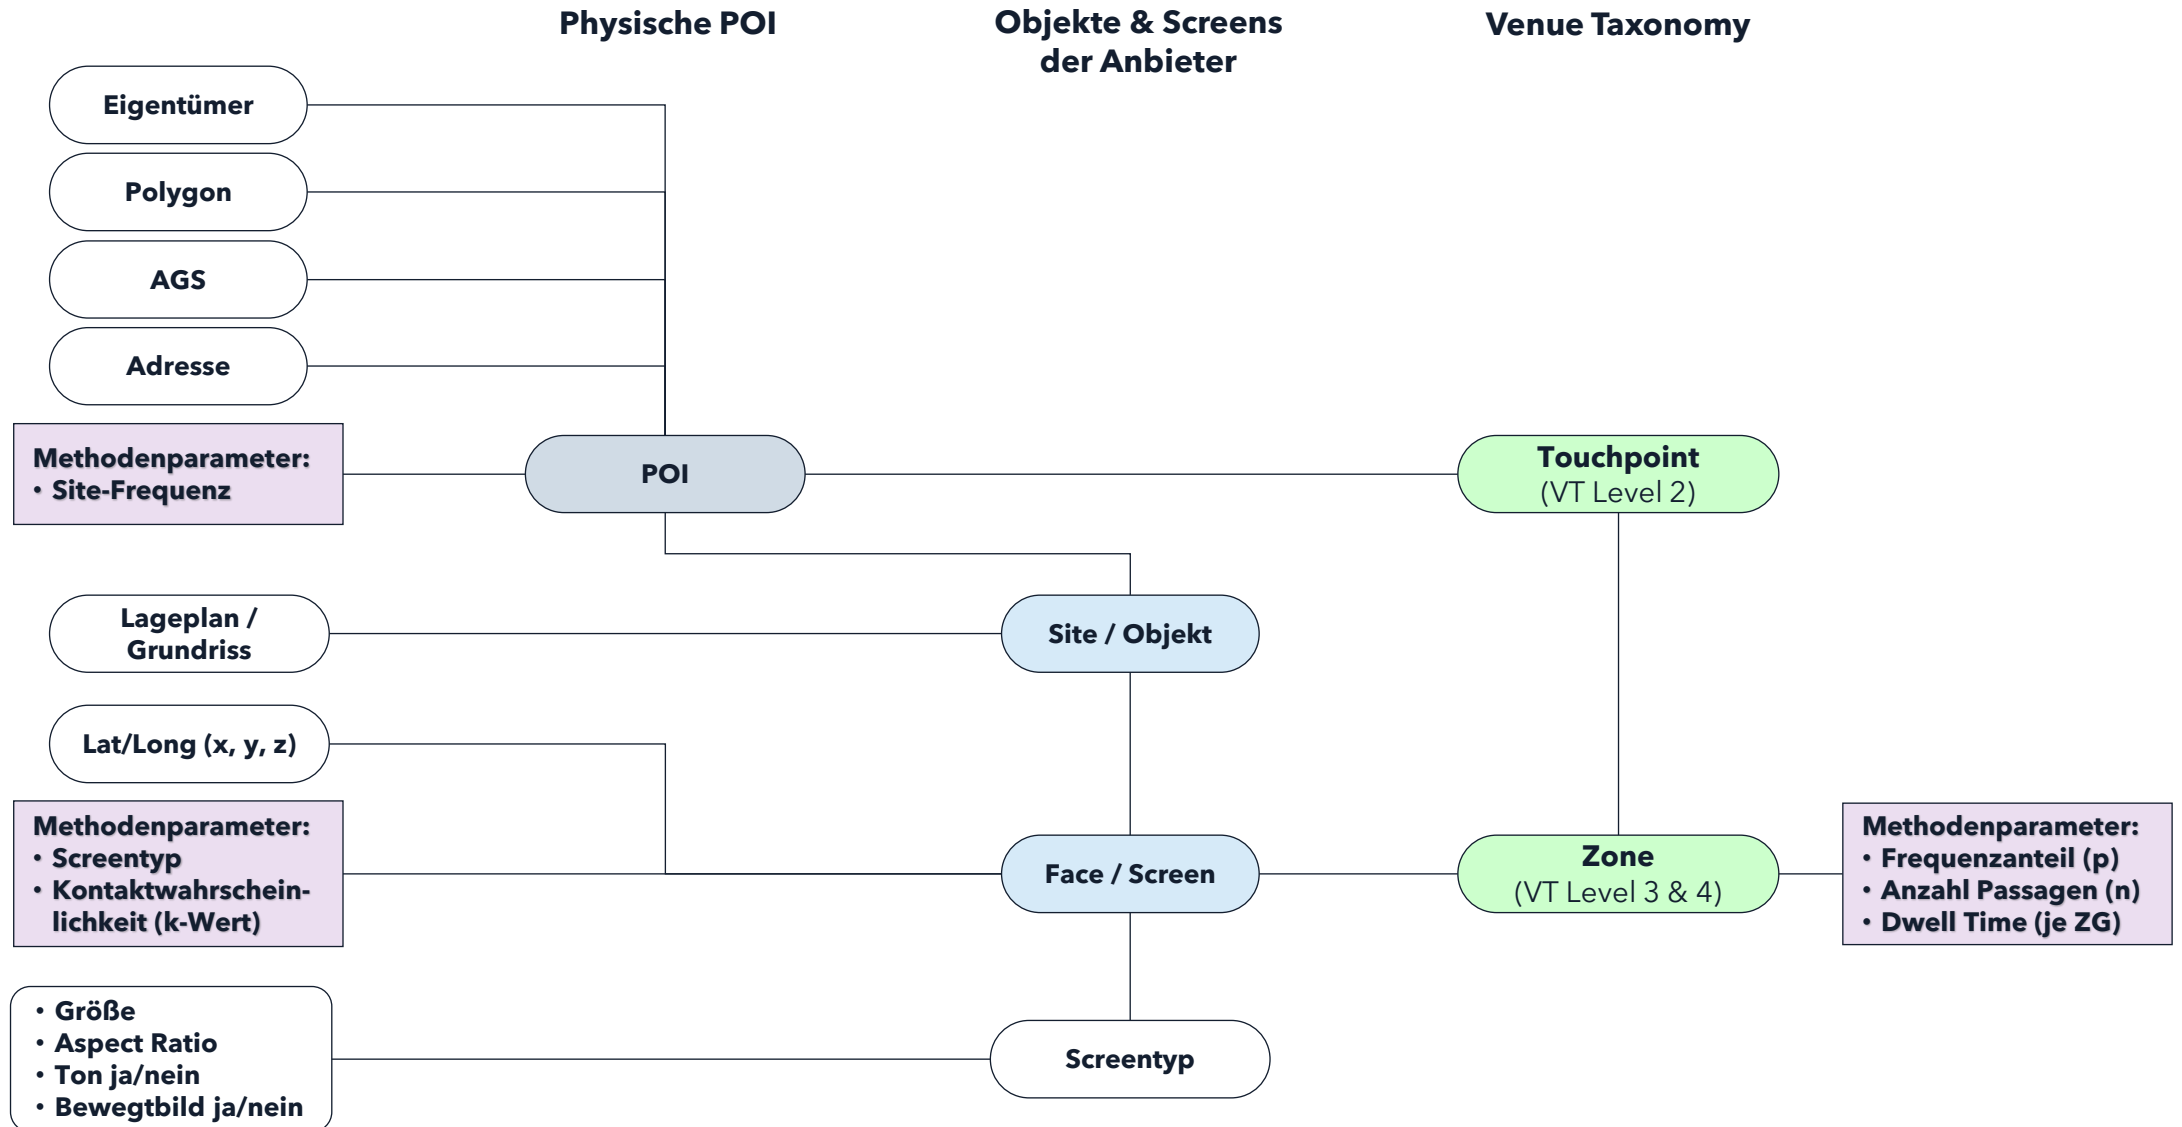 Physische POI
Objekte & Screens
der Anbieter
Venue Taxonomy
Eigentümer
Polygon
AGS
Adresse
Methodenparameter:
• Site-Frequenz
POI
Touchpoint
(VT Level 2)
Lageplan /
Grundriss
Site / Objekt
Lat/Long (x, y, z)
Methodenparameter:
• Screentyp
• Kontaktwahrschein-
lichkeit (k-Wert)
Face / Screen
Zone
(VT Level 3 & 4)
Methodenparameter:
• Frequenzanteil (p)
• Anzahl Passagen (n)
• Dwell Time (je ZG)
• Größe
• Aspect Ratio
• Ton ja/nein
• Bewegtbild ja/nein
Screentyp